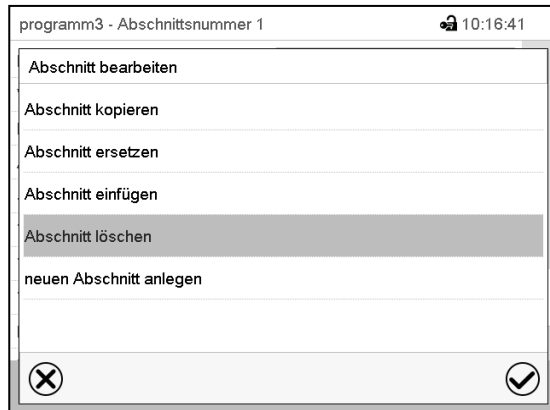 programm3 - Abschnittsnummer 1 10:16:41
Abschnitt bearbeiten
Abschnitt kopieren
Abschnitt ersetzen
Abschnitt einfügen
Abschnitt löschen
neuen Abschnitt anlegen